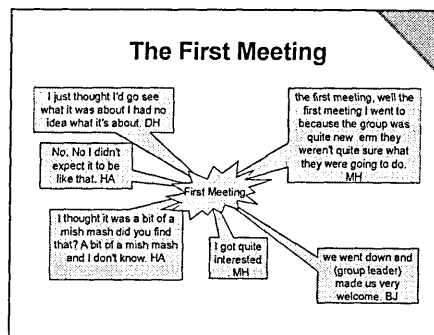 The First Meeting
I just thought I'd go see
what it was about I had no
idea what it's about. DH
the first meeting, well the
first meeting I went to
because the group was
quite new erm they
weren't quite sure what
they were going to do.
MH
No, No I didn't
expect it to be
like that. HA
First Meeting
I thought it was a bit of a
mish mash did you find
that? A bit of a mish mash
and I don't know. HA
I got quite
interested
. MH
we went down and
(group leader)
made us very
welcome. BJ